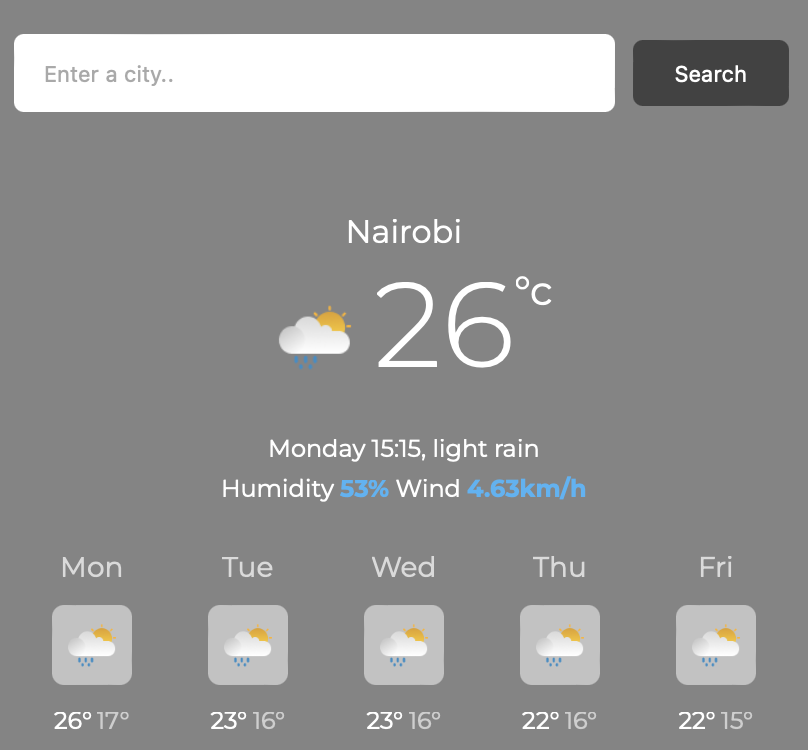 Enter a city.. Search
Nairobi
26°C
Monday 15:15, light rain
Humidity 53% Wind 4.63km/h
Mon Tue Wed Thu Fri
26° 17° 23° 16° 23° 16° 22° 16° 22° 15°